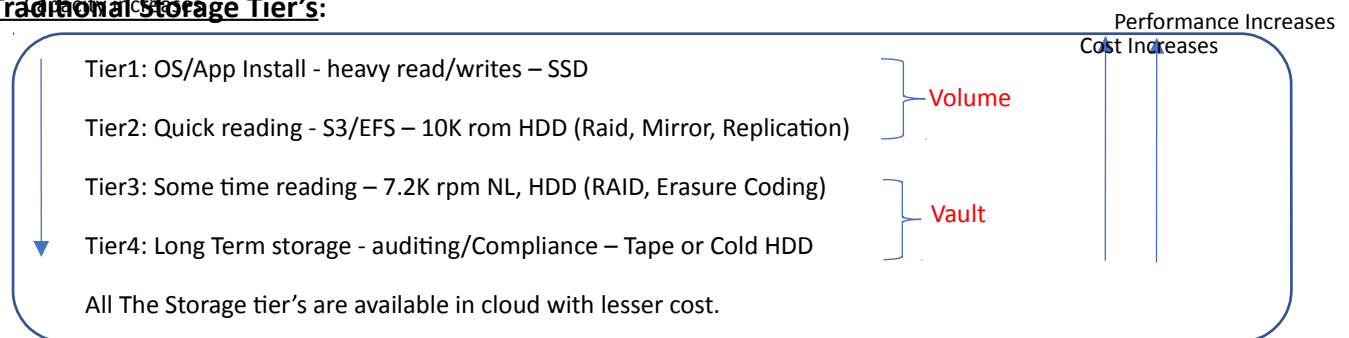 Capacity increases
Traditional Storage Tier's:
Performance Increases
Cost Increases
Tier1: OS/App Install - heavy read/writes – SSD
Volume
Tier2: Quick reading - S3/EFS – 10K rom HDD (Raid, Mirror, Replication)
Tier3: Some time reading – 7.2K rpm NL, HDD (RAID, Erasure Coding)
Vault
Tier4: Long Term storage - auditing/Compliance – Tape or Cold HDD
All The Storage tier's are available in cloud with lesser cost.